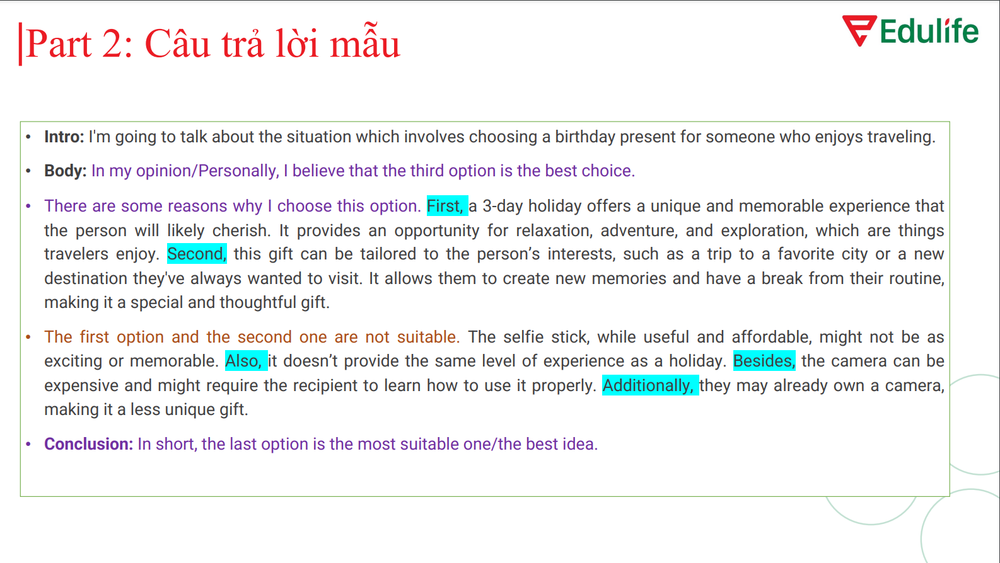 Part 2: Câu trả lời mẫu
Edulife
• Intro: I'm going to talk about the situation which involves choosing a birthday present for someone who enjoys traveling.
• Body: In my opinion/Personally, I believe that the third option is the best choice.
• There are some reasons why I choose this option. First, a 3-day holiday offers a unique and memorable experience that
the person will likely cherish. It provides an opportunity for relaxation, adventure, and exploration, which are things
travelers enjoy. Second, this gift can be tailored to the person’s interests, such as a trip to a favorite city or a new
destination they've always wanted to visit. It allows them to create new memories and have a break from their routine,
making it a special and thoughtful gift.
• The first option and the second one are not suitable. The selfie stick, while useful and affordable, might not be as
exciting or memorable. Also, it doesn’t provide the same level of experience as a holiday. Besides, the camera can be
expensive and might require the recipient to learn how to use it properly. Additionally, they may already own a camera,
making it a less unique gift.
• Conclusion: In short, the last option is the most suitable one/the best idea.